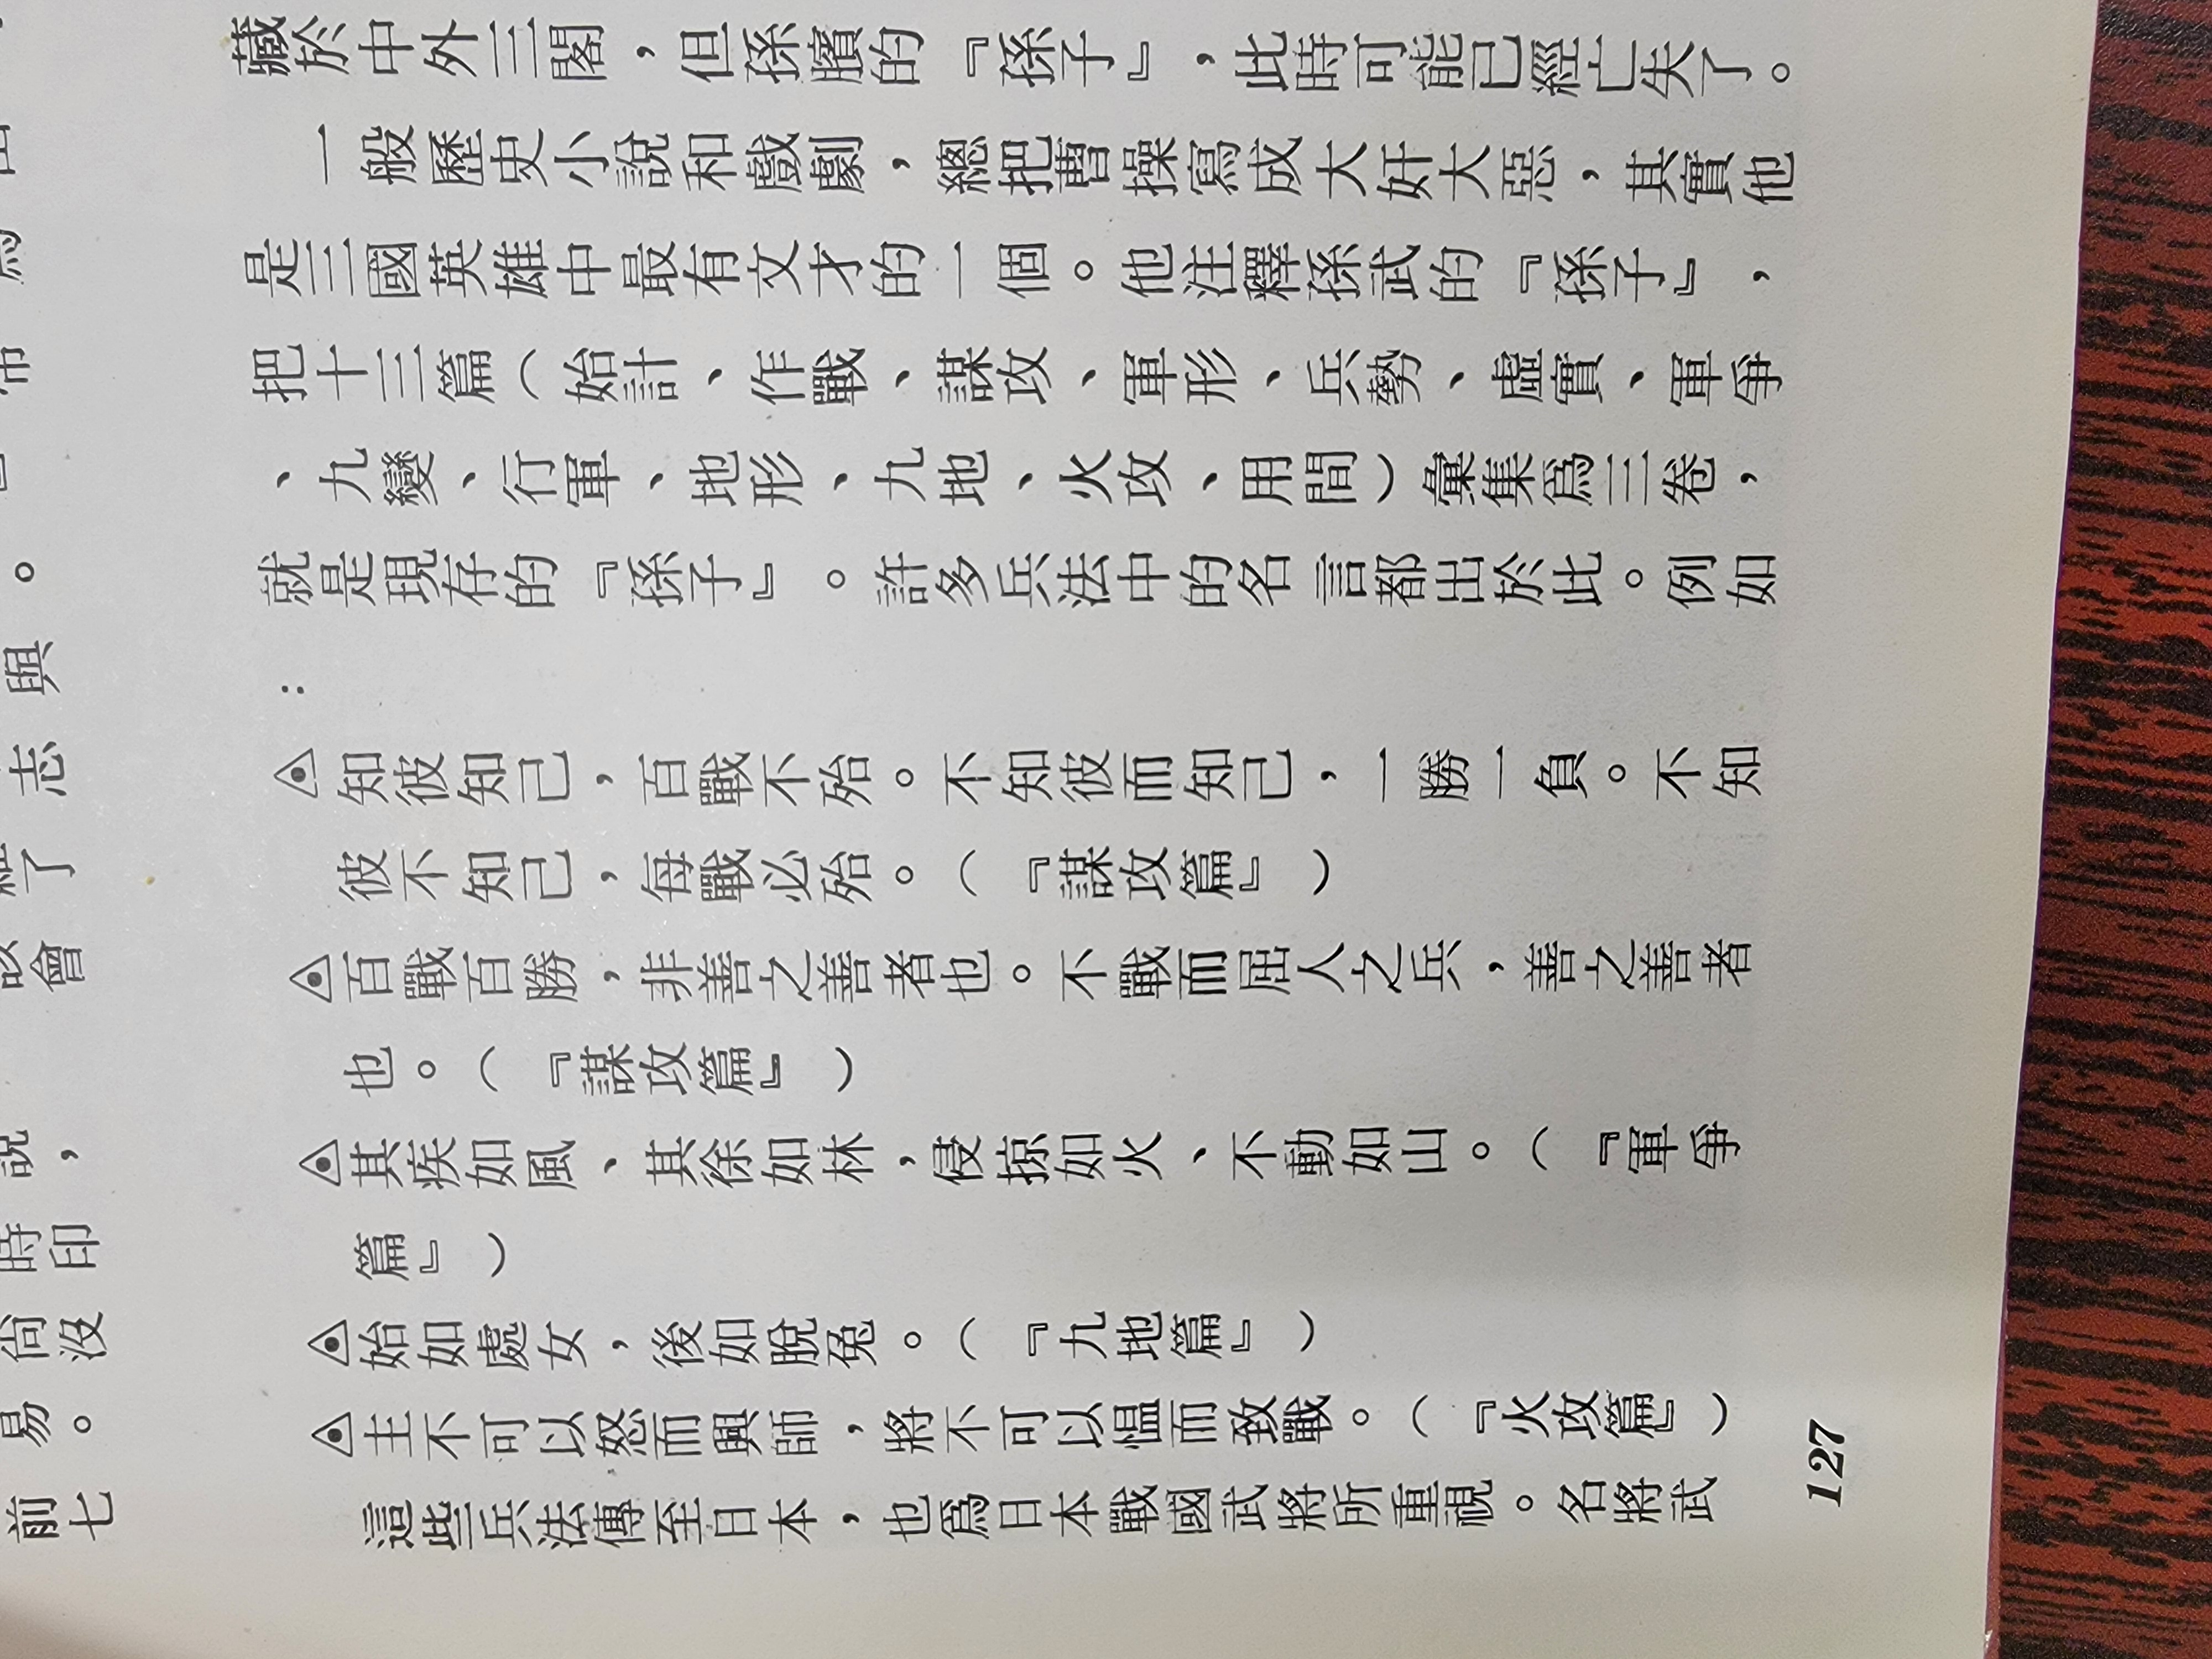 藏於中外三閣，但孫臏的『孫子』，此時可能已經亡失了。
一般歷史小說和戲劇，總把曹操寫成大奸大惡，其實他
是三國英雄中最有文才的一個。他注釋孫武的『孫子』，
把十三篇（始計、作戰、謀攻、軍形、兵勢、虛實、軍爭
、九變、行軍、地形、九地、火攻、用間）彙集爲三卷，
就是現存的『孫子』。許多兵法中的名言都出於此。例如
：
知彼知己，百戰不殆。不知彼而知己，一勝一負。不知
彼不知己，每戰必殆。（『謀攻篇』）
百戰百勝，非善之善者也。不戰而屈人之兵，善之善者
也。（『謀攻篇』）
其疾如風、其徐如林，侵掠如火、不動如山。（『軍爭
篇』）
始如處女，後如脫兔。（『九地篇』）
主不可以怒而興師，將不可以愠而致戰。（『火攻篇』）
這些兵法傳至日本，也爲日本戰國武將所重視。名將武
與
志
了
會
說，
時印
尚沒
易。
前七
127